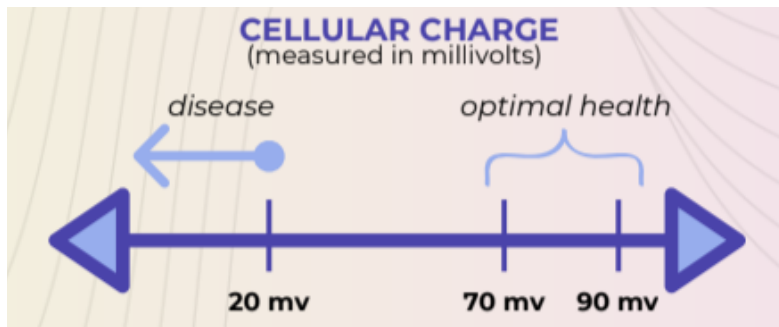 CELLULAR CHARGE
(measured in millivolts)
disease optimal health
20 mv 70 mv 90 mv